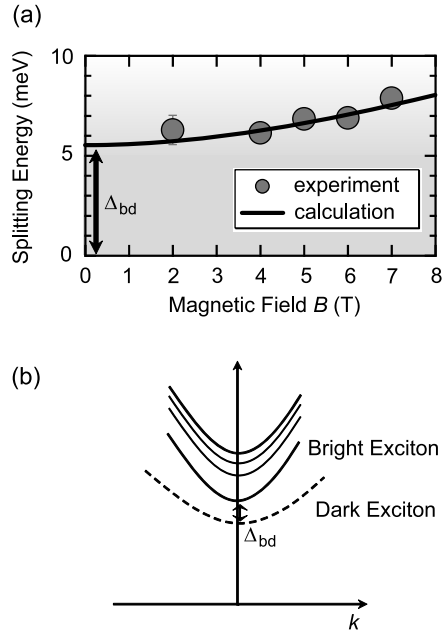 (a)
10
5
0
Splitting Energy (meV)
Δbd
experiment
calculation
0 1 2 3 4 5 6 7 8
Magnetic Field B (T)
(b)
Bright Exciton
Dark Exciton
Δbd
k